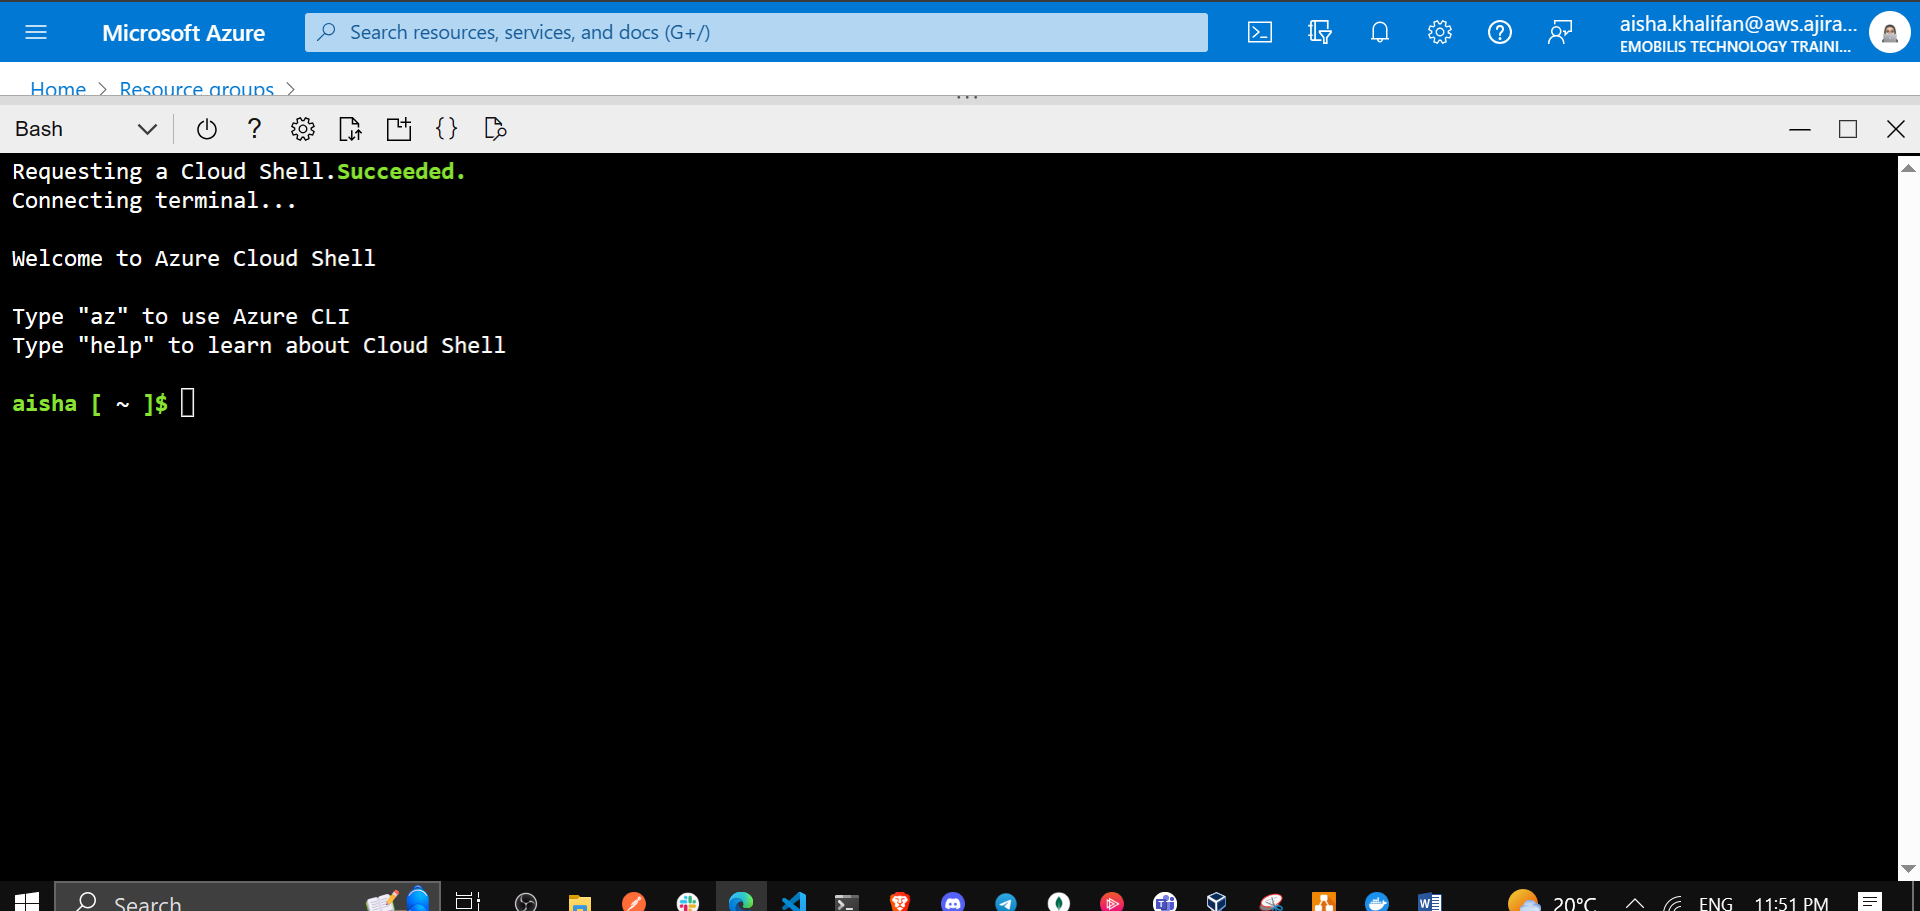 Microsoft Azure
Search resources, services, and docs (G+/)
aisha.khalifan@aws.ajira...
EMOBILIS TECHNOLOGY TRAINI...
Home > Resource groups >
Bash
Requesting a Cloud Shell.Succeeded.
Connecting terminal...
Welcome to Azure Cloud Shell
Type "az" to use Azure CLI
Type "help" to learn about Cloud Shell
aisha [ ~ ]$
Search
20°C
ENG
11:51 PM